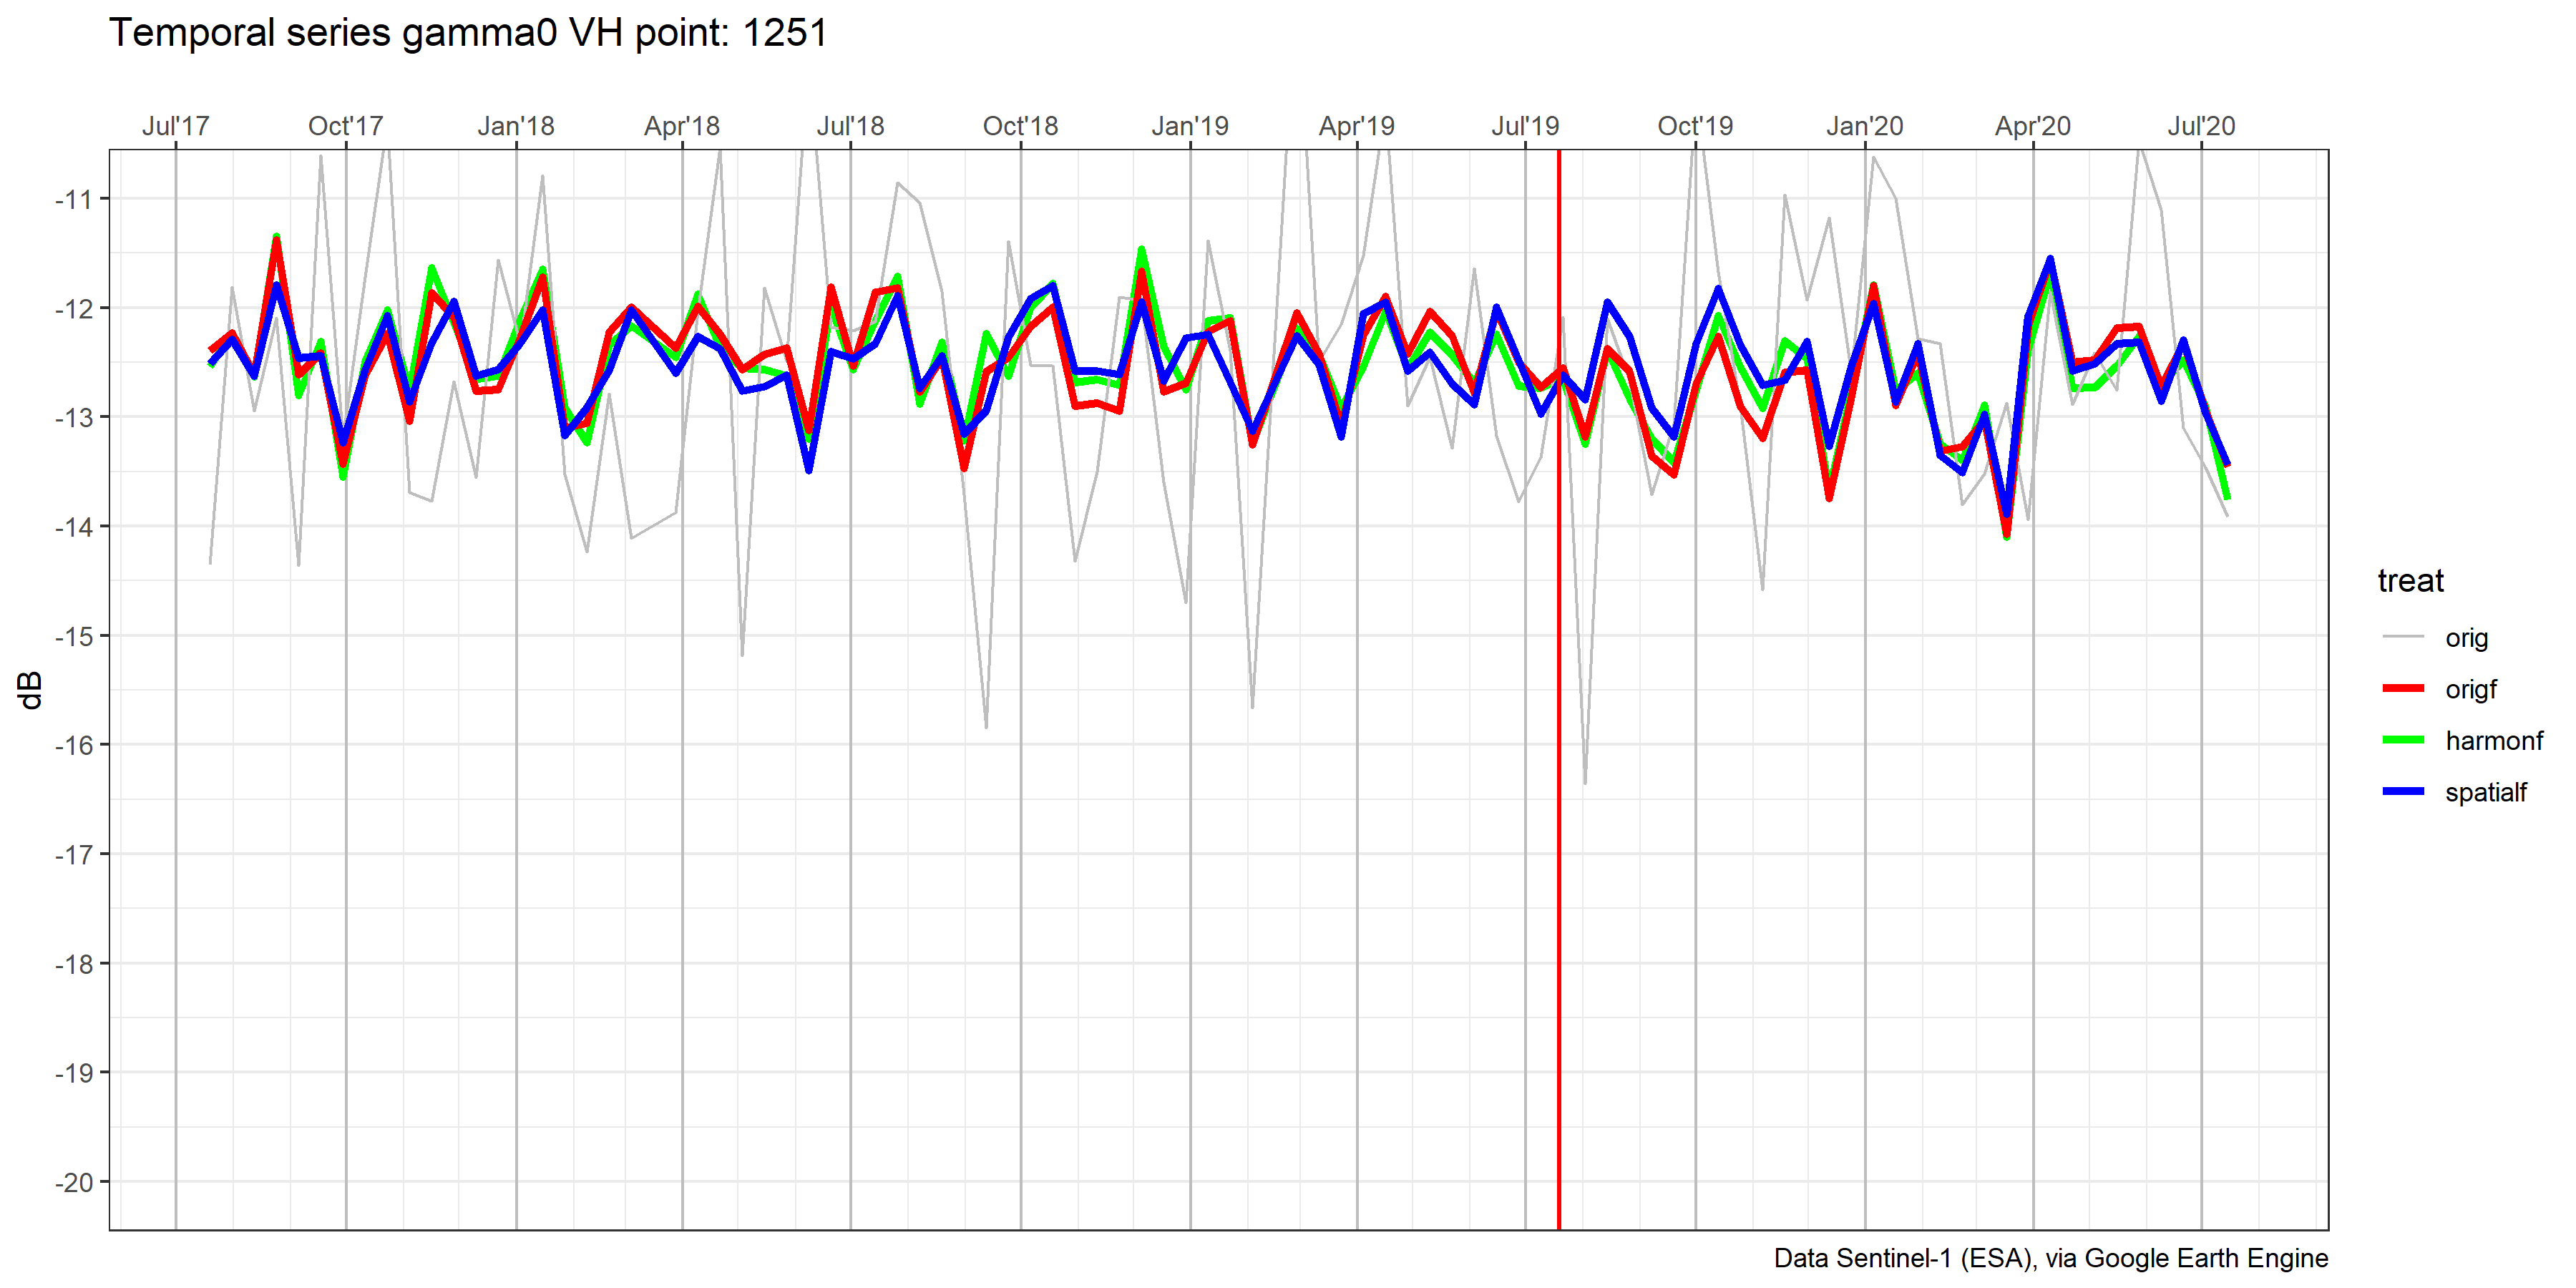 Temporal series gamma0 VH point: 1251
Jul'17 Oct'17 Jan'18 Apr'18 Jul'18 Oct'18 Jan'19 Apr'19 Jul'19 Oct'19 Jan'20 Apr'20 Jul'20
-11
-12
-13
-14
-15
-16
-17
-18
-19
-20
dB
treat
orig
origf
harmonf
spatialf
Data Sentinel-1 (ESA), via Google Earth Engine